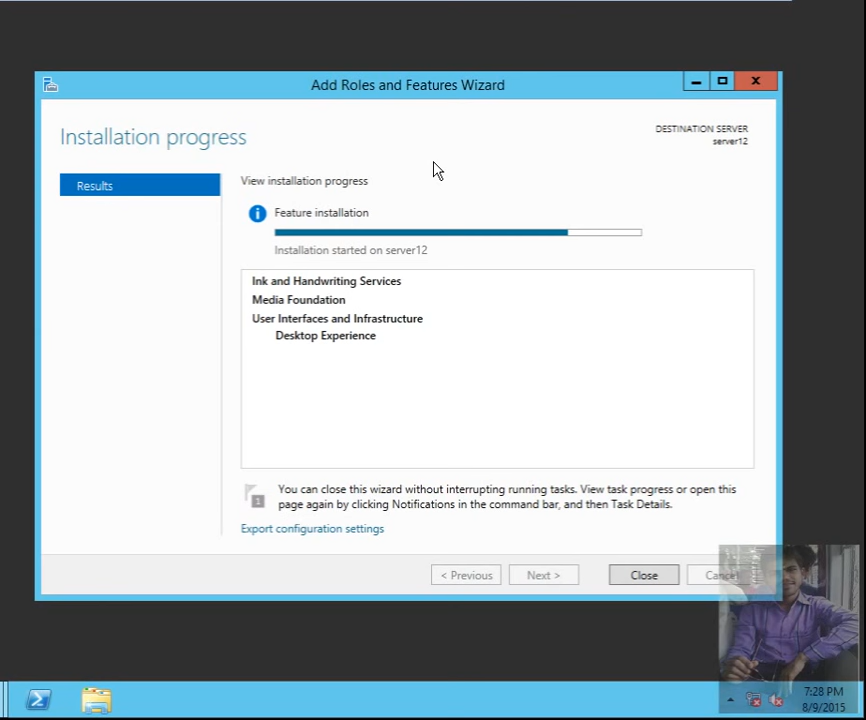 Add Roles and Features Wizard
Installation progress
DESTINATION SERVER
server12
Results
View installation progress
Feature installation
Installation started on server12
Ink and Handwriting Services
Media Foundation
User Interfaces and Infrastructure
Desktop Experience
1
You can close this wizard without interrupting running tasks. View task progress or open this
page again by clicking Notifications in the command bar, and then Task Details.
Export configuration settings
< Previous
Next >
Close
Cancel
7:28 PM
8/9/2015